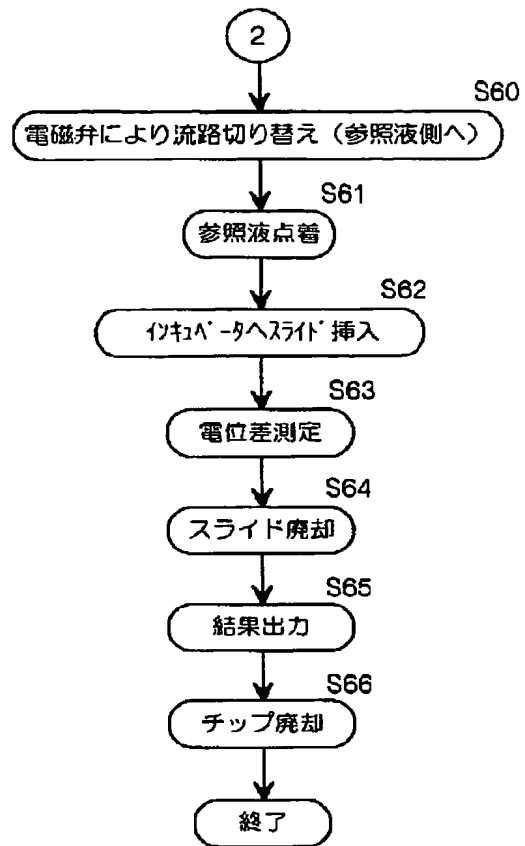 2
S60
電磁弁により流路切り替え（参照液側へ）
S61
参照液点着
S62
ｲﾝｷｭﾍﾞｰﾀへｽﾗｲﾄﾞ挿入
S63
電位差測定
S64
スライド廃却
S65
結果出力
S66
チップ廃却
終了